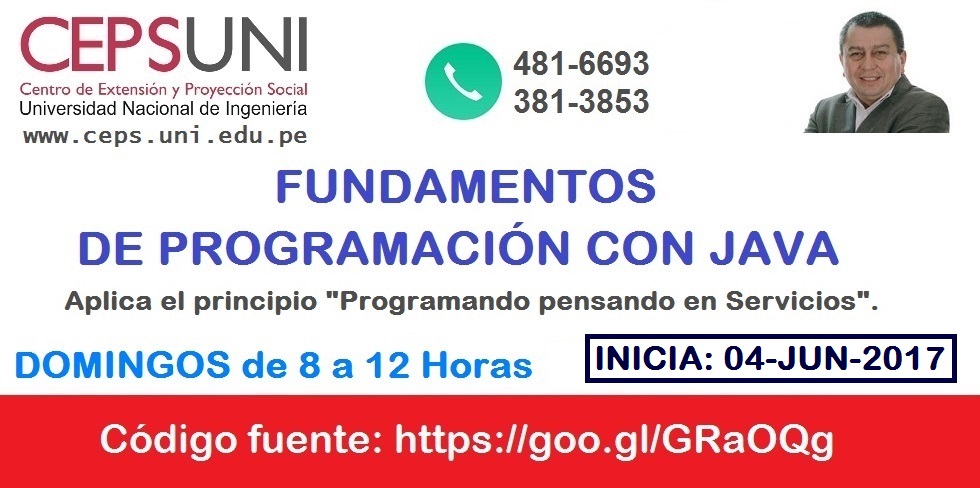 CEPSUNI
Centro de Extensión y Proyección Social
Universidad Nacional de Ingeniería
www.ceps.uni.edu.pe
481-6693
381-3853
FUNDAMENTOS
DE PROGRAMACIÓN CON JAVA
Aplica el principio "Programando pensando en Servicios".
DOMINGOS de 8 a 12 Horas
INICIA: 04-JUN-2017
Código fuente: https://goo.gl/GRaOQg